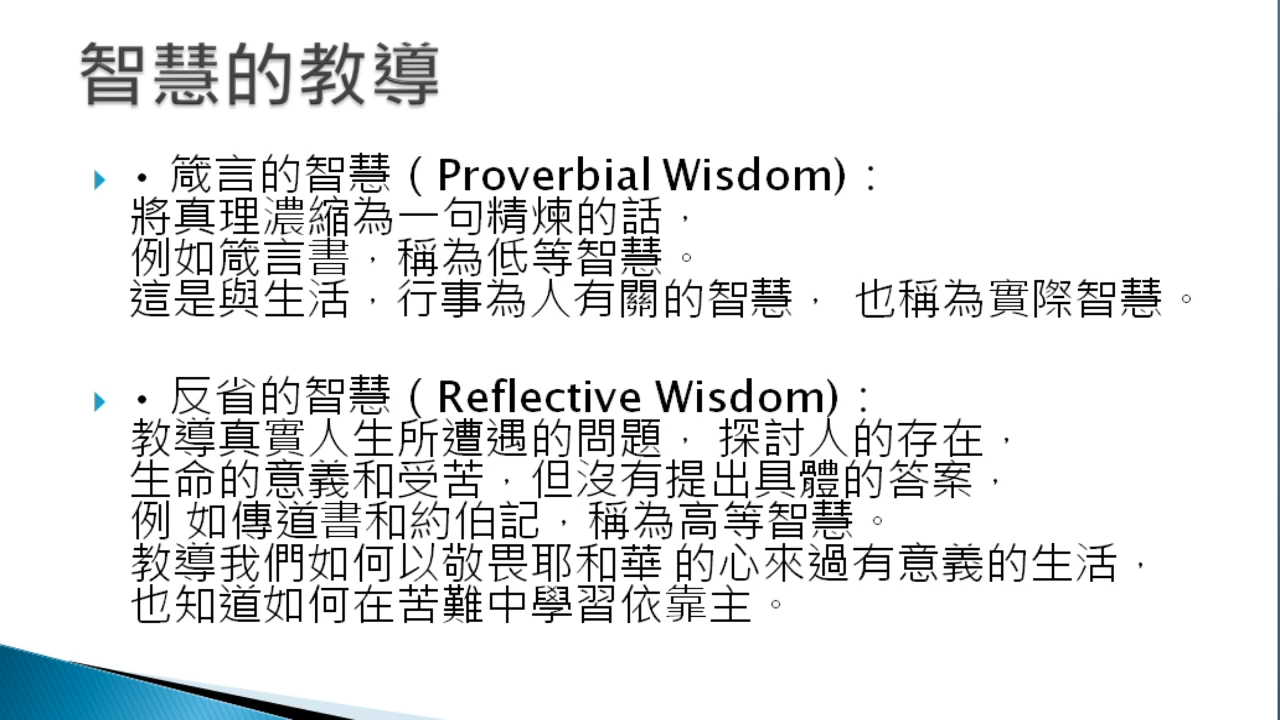 智慧的教導
• 箴言的智慧（Proverbial Wisdom)：
將真理濃縮為一句精煉的話，
例如箴言書，稱為低等智慧。
這是與生活，行事為人有關的智慧， 也稱為實際智慧。
• 反省的智慧（Reflective Wisdom)：
教導真實人生所遭遇的問題， 探討人的存在，
生命的意義和受苦，但沒有提出具體的答案，
例 如傳道書和約伯記，稱為高等智慧。
教導我們如何以敬畏耶和華 的心來過有意義的生活，
也知道如何在苦難中學習依靠主。